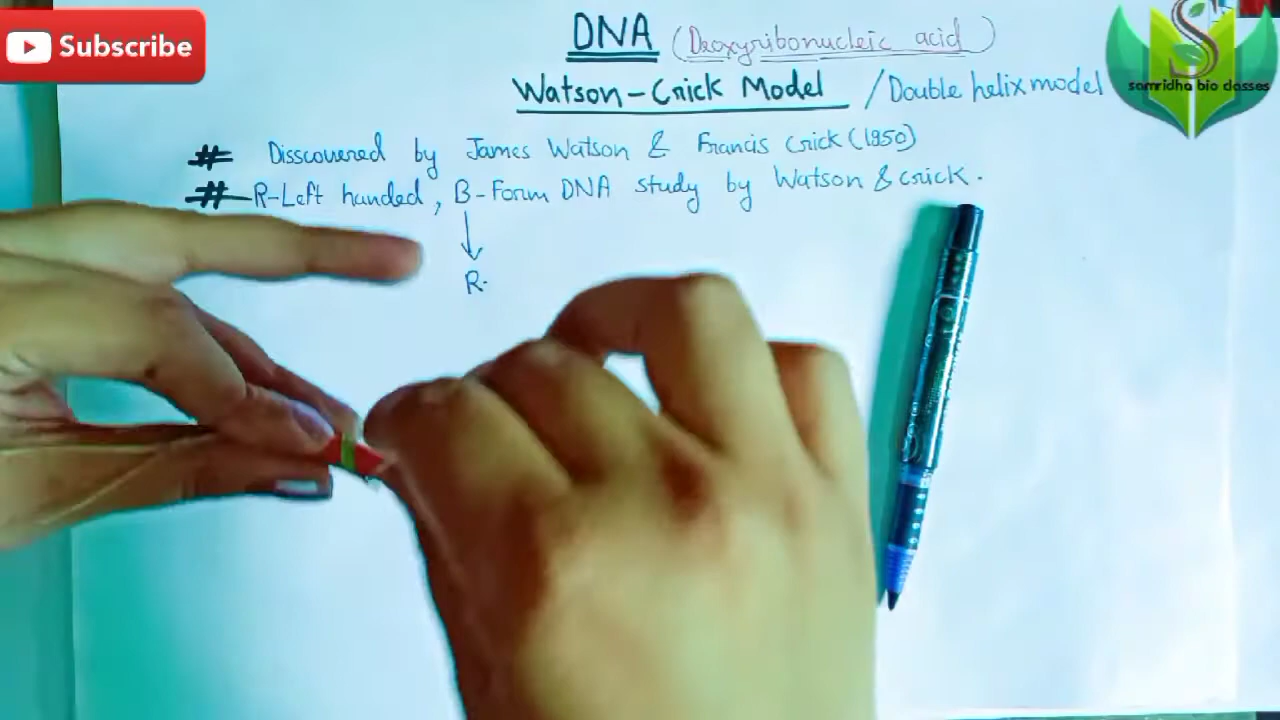 Subscribe
DNA (Deoxyribonucleic acid)
Watson-Crick Model / Double helix model
samridha bio classes
# Disscovered by James Watson & Francis Crick (1950)
# R-Left handed, B-Form DNA study by Watson & crick.
R.